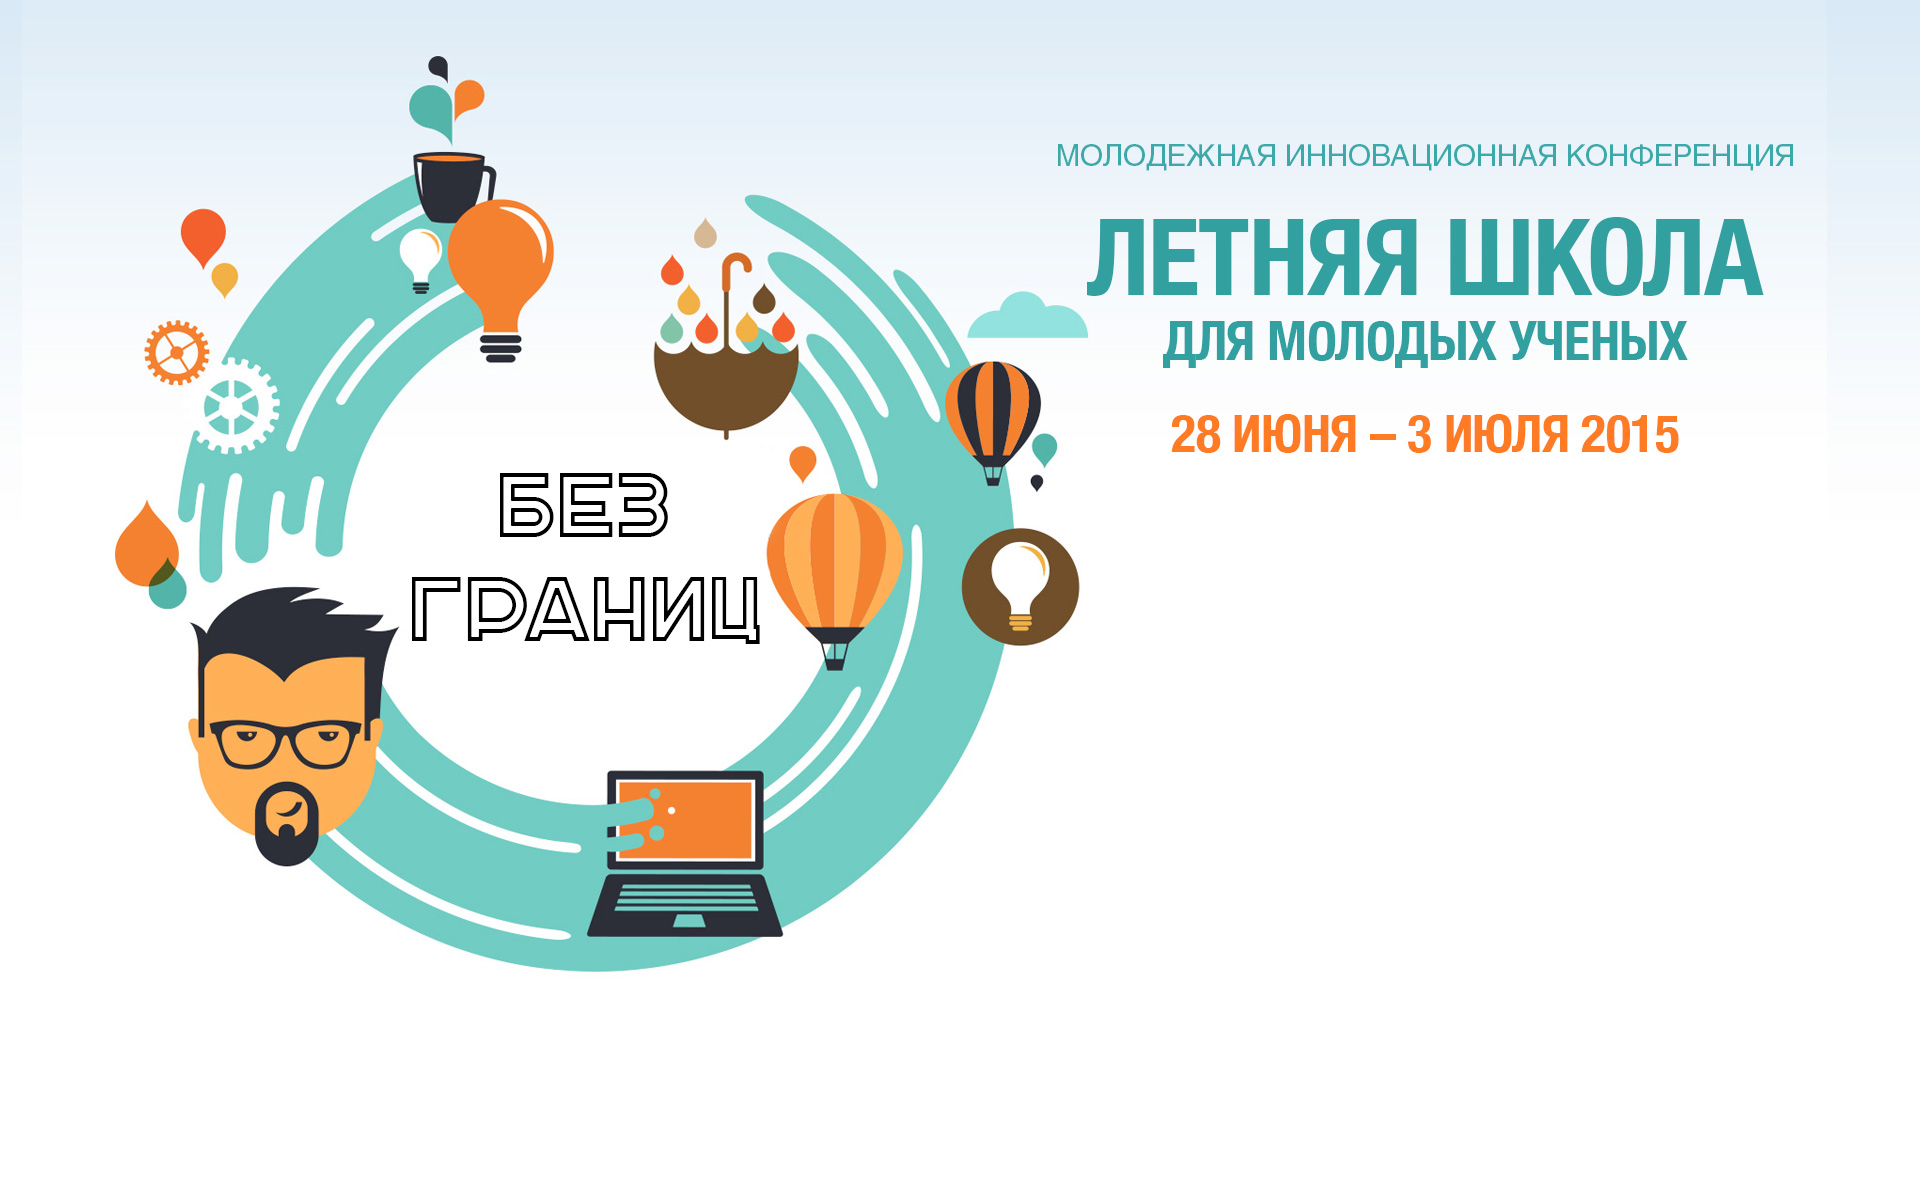 МОЛОДЕЖНАЯ ИННОВАЦИОННАЯ КОНФЕРЕНЦИЯ
ЛЕТНЯЯ ШКОЛА
ДЛЯ МОЛОДЫХ УЧЕНЫХ
28 ИЮНЯ – 3 ИЮЛЯ 2015
БЕЗ
ГРАНИЦ